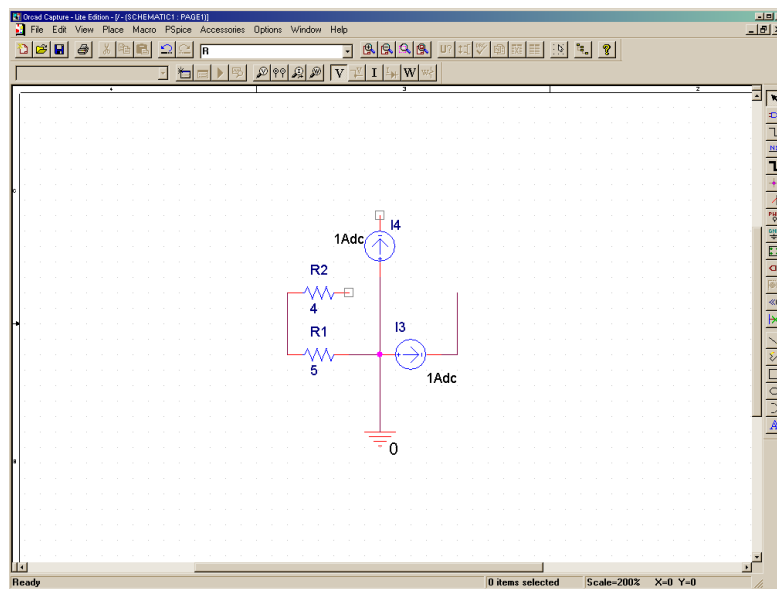 Orcad Capture - Lite Edition - [/ - (SCHEMATIC1 : PAGE1)]
File Edit View Place Macro PSpice Accessories Options Window Help
R
U?
V V I I W W
3 2
I4
1Adc
R2
4
R1
5
I3
1Adc
0
Ready
0 items selected Scale=200% X=0 Y=0